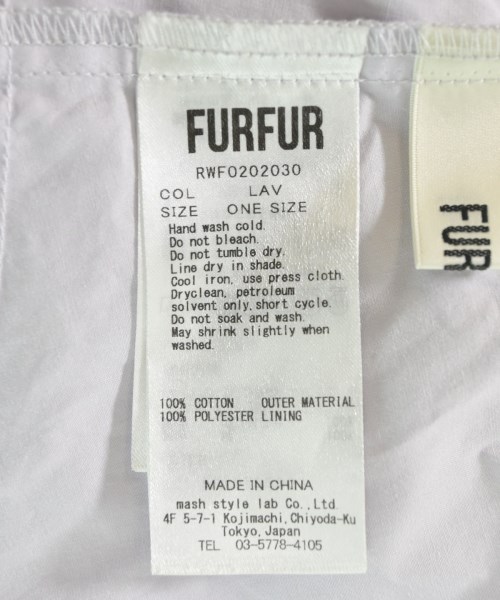 FURFUR
RWF0202030
COL LAV
SIZE ONE SIZE
Hand wash cold.
Do not bleach.
Do not tumble dry.
Line dry in shade.
Cool iron, use press cloth.
Dryclean, petroleum
solvent only,short cycle.
Do not soak and wash.
May shrink slightly when
washed.
100% COTTON OUTER MATERIAL
100% POLYESTER LINING
MADE IN CHINA
mash style lab Co.,Ltd.
4F 5-7-1 Kojimachi,Chiyoda-Ku
Tokyo,Japan
TEL 03-5778-4105
FUR